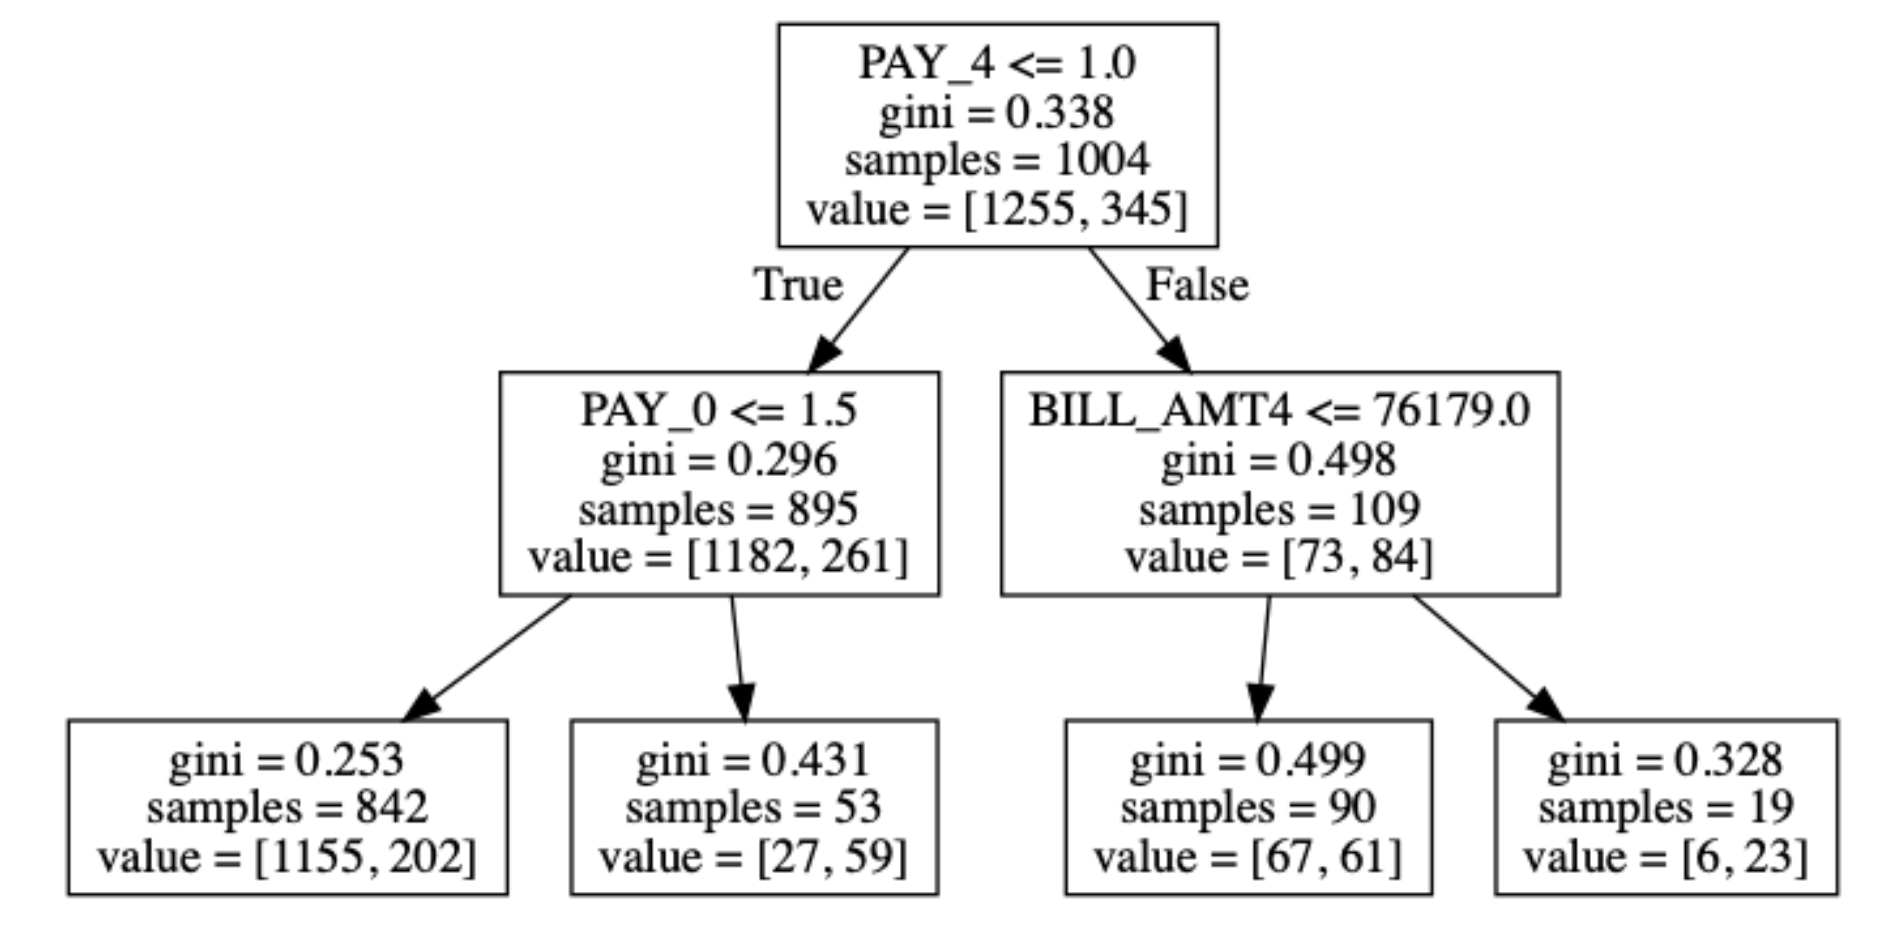 PAY_4 <= 1.0
gini = 0.338
samples = 1004
value = [1255, 345]
True
False
PAY_0 <= 1.5
gini = 0.296
samples = 895
value = [1182, 261]
BILL_AMT4 <= 76179.0
gini = 0.498
samples = 109
value = [73, 84]
gini = 0.253
samples = 842
value = [1155, 202]
gini = 0.431
samples = 53
value = [27, 59]
gini = 0.499
samples = 90
value = [67, 61]
gini = 0.328
samples = 19
value = [6, 23]